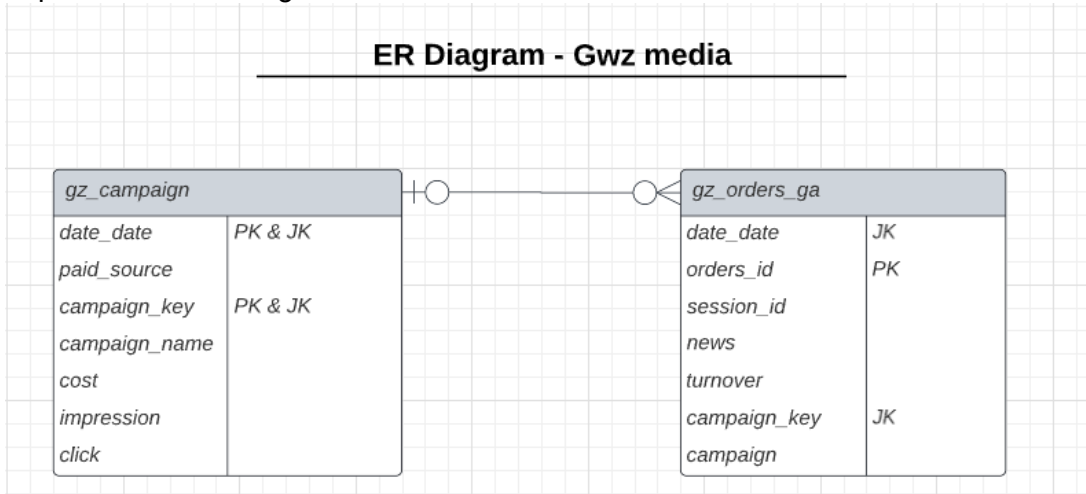 ER Diagram - Gwz media
gz_campaign
date_date PK & JK
paid_source
campaign_key PK & JK
campaign_name
cost
impression
click
gz_orders_ga
date_date JK
orders_id PK
session_id
news
turnover
campaign_key JK
campaign